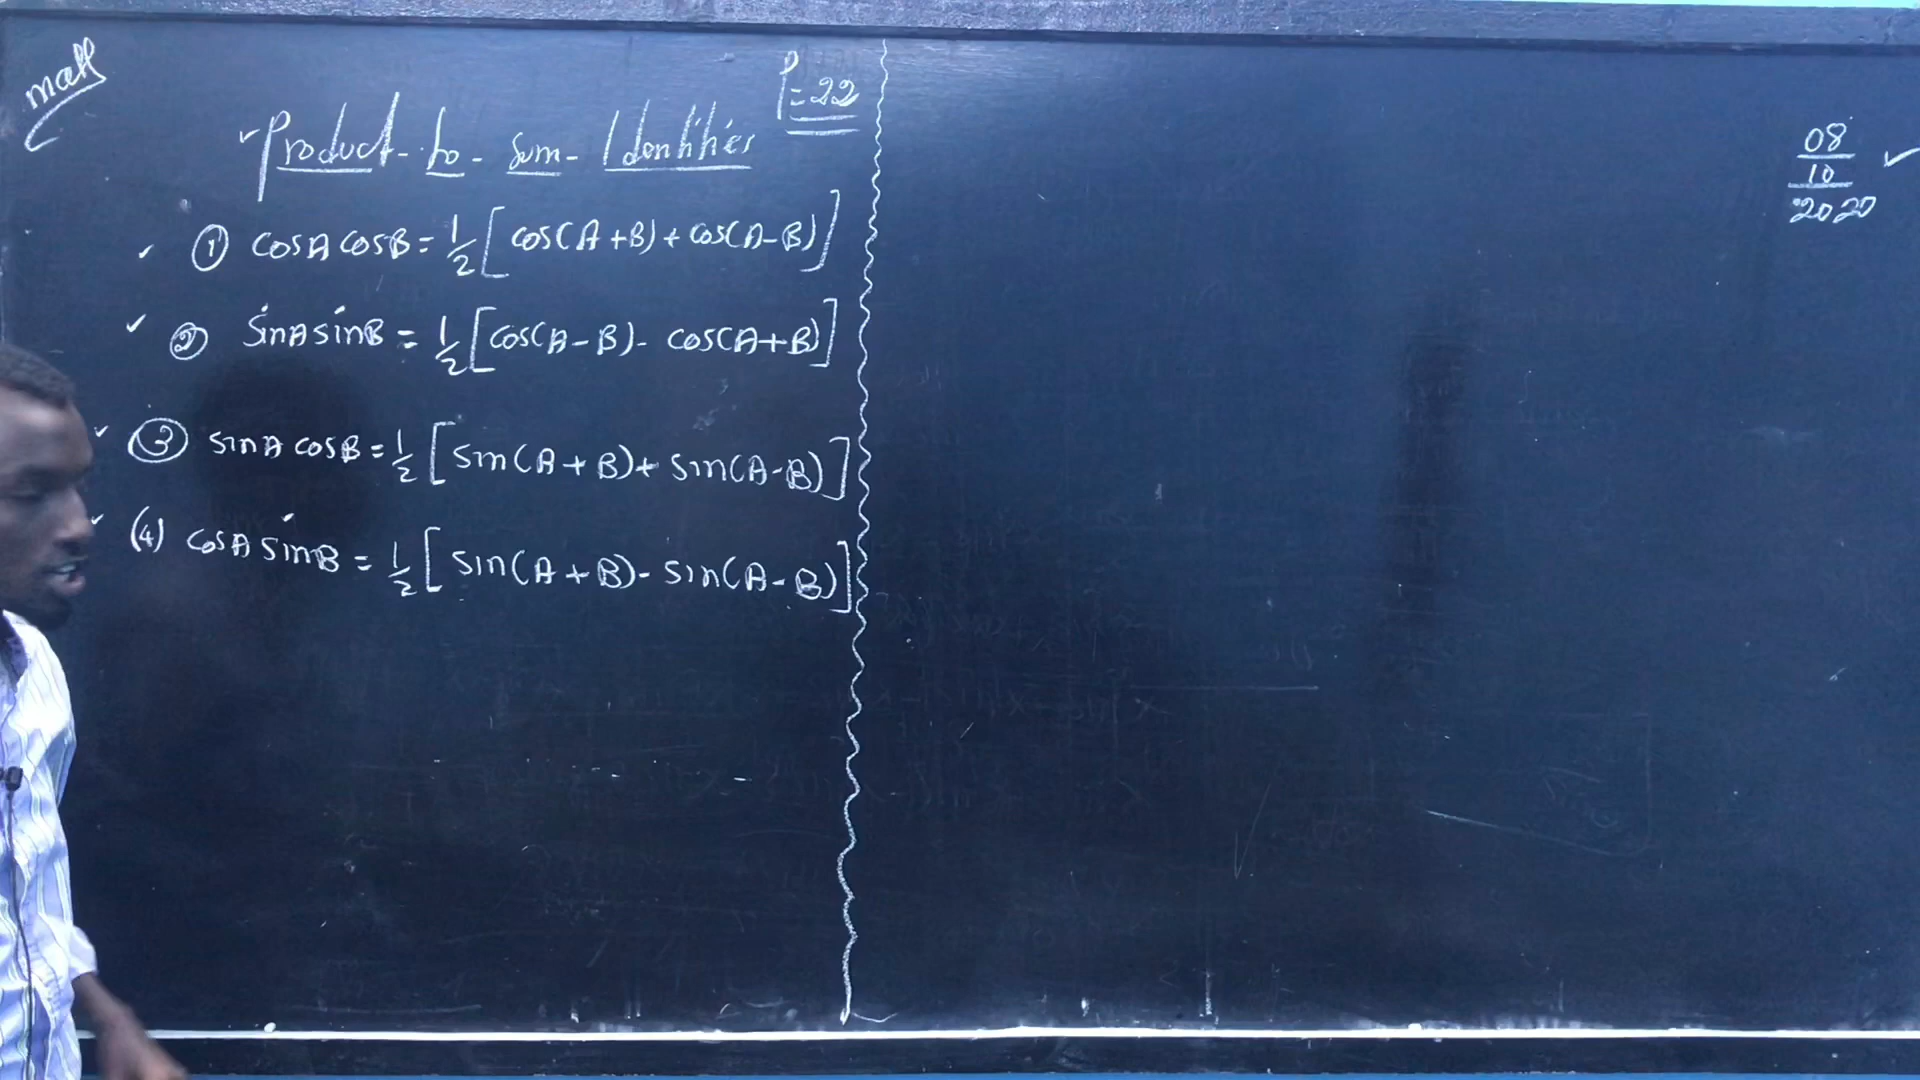 math
P=22
Product-to-sum-Identities
① cosA cosB = 1/2 [cos(A+B) + cos(A-B)]
② sinA sinB = 1/2 [cos(A-B) - cos(A+B)]
③ sinA cosB = 1/2 [sin(A+B) + sin(A-B)]
(4) cosA sinB = 1/2 [sin(A+B) - sin(A-B)]
08
10
2020